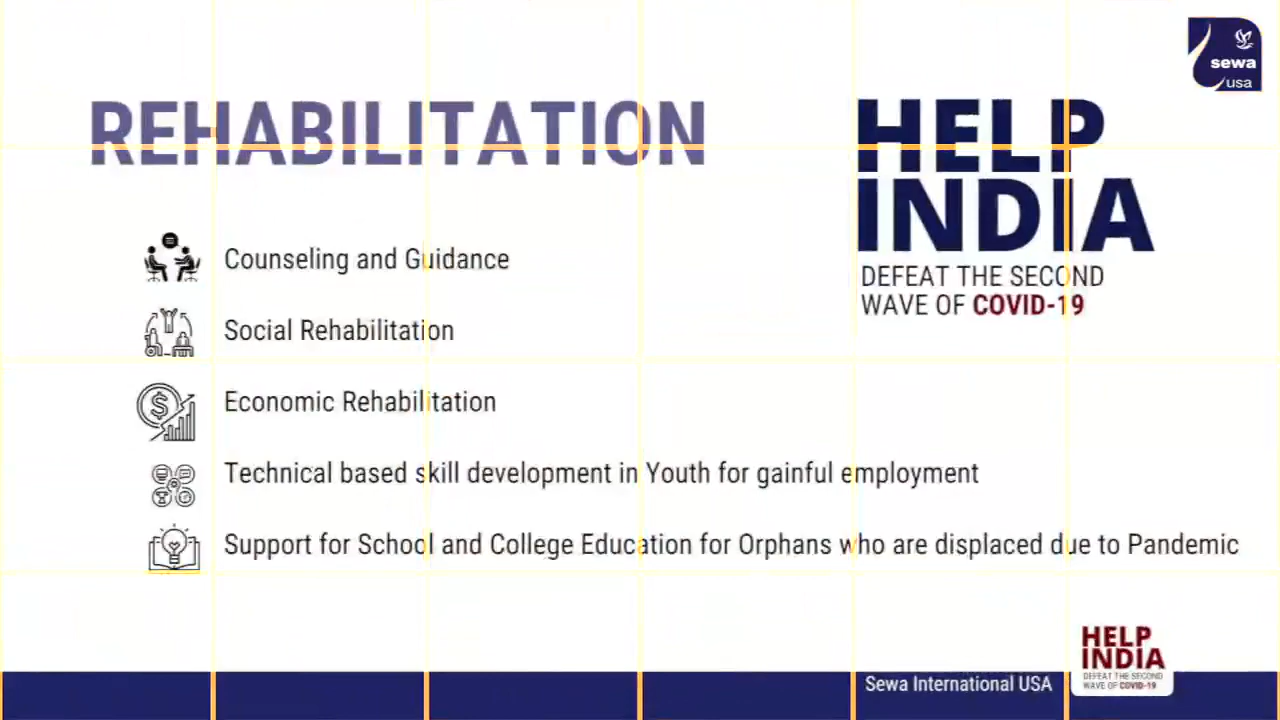 sewa
usa
REHABILITATION
HELP
INDIA
DEFEAT THE SECOND
WAVE OF COVID-19
Counseling and Guidance
Social Rehabilitation
Economic Rehabilitation
Technical based skill development in Youth for gainful employment
Support for School and College Education for Orphans who are displaced due to Pandemic
Sewa International USA
HELP
INDIA
DEFEAT THE SECOND
WAVE OF COVID-19